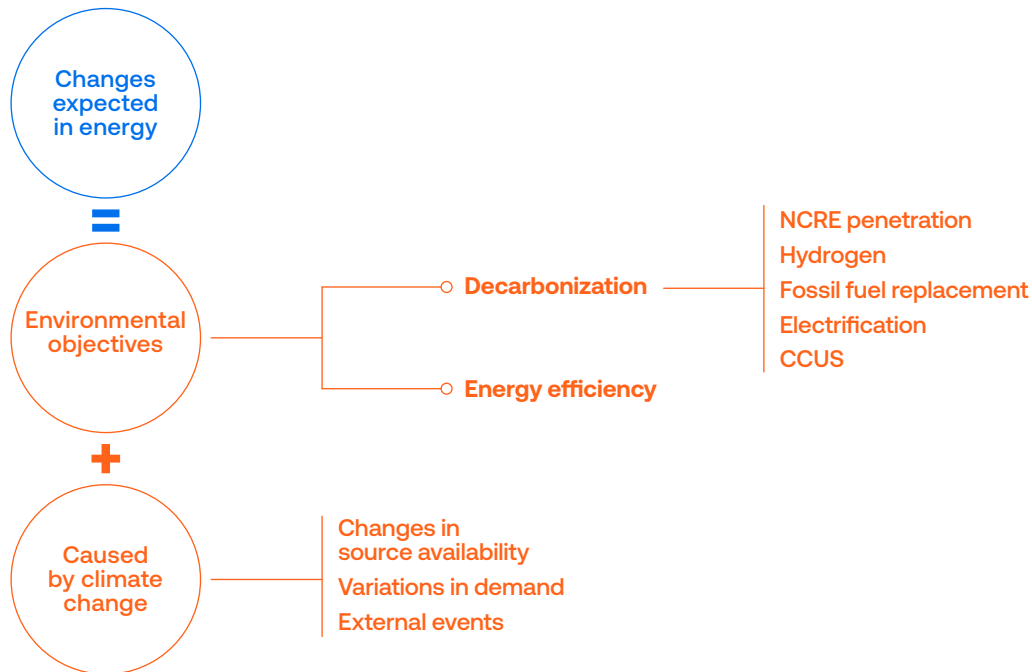 Changes
expected
in energy
=
Environmental
objectives
Decarbonization
NCRE penetration
Hydrogen
Fossil fuel replacement
Electrification
CCUS
Energy efficiency
+
Caused
by climate
change
Changes in
source availability
Variations in demand
External events